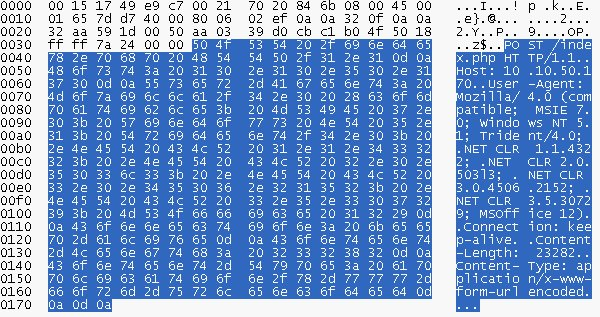 0000 00 15 17 49 e9 c7 00 21 70 20 84 6b 08 00 45 00 ...I...! p .k..E.
0010 01 65 7d d7 40 00 80 06 02 ef 0a 0a 32 0f 0a 0a .e}.@... ....2...
0020 32 aa 59 1d 00 50 aa 03 39 d0 cb c1 b4 4f 50 18 2.Y..P.. 9....OP.
0030 ff ff 7a 24 00 00 50 4f 53 54 20 2f 69 6e 64 65 ..z$..PO ST /inde
0040 78 2e 70 68 70 20 48 54 54 50 2f 31 2e 31 0d 0a x.php HT TP/1.1..
0050 48 6f 73 74 3a 20 31 30 2e 31 30 2e 35 30 2e 31 Host: 10 .10.50.1
0060 37 30 0d 0a 55 73 65 72 2d 41 67 65 6e 74 3a 20 70..User -Agent: 
0070 4d 6f 7a 69 6c 6c 61 2f 34 2e 30 20 28 63 6f 6d Mozilla/ 4.0 (com
0080 70 61 74 69 62 6c 65 3b 20 4d 53 49 45 20 37 2e patible;  MSIE 7.
0090 30 3b 20 57 69 6e 64 6f 77 73 20 4e 54 20 35 2e 0; Windo ws NT 5.
00a0 31 3b 20 54 72 69 64 65 6e 74 2f 34 2e 30 3b 20 1; Tride nt/4.0; 
00b0 2e 4e 45 54 20 43 4c 52 20 31 2e 31 2e 34 33 32 .NET CLR  1.1.432
00c0 32 3b 20 2e 4e 45 54 20 43 4c 52 20 32 2e 30 2e 2; .NET  CLR 2.0.
00d0 35 30 33 6c 33 3b 20 2e 4e 45 54 20 43 4c 52 20 503l3; . NET CLR 
00e0 33 2e 30 2e 34 35 30 36 2e 32 31 35 32 3b 20 2e 3.0.4506 .2152; .
00f0 4e 45 54 20 43 4c 52 20 33 2e 35 2e 33 30 37 32 NET CLR  3.5.3072
0100 39 3b 20 4d 53 4f 66 66 69 63 65 20 31 32 29 0d 9; MSOff ice 12).
0110 0a 43 6f 6e 6e 65 63 74 69 6f 6e 3a 20 6b 65 65 .Connect ion: kee
0120 70 2d 61 6c 69 76 65 0d 0a 43 6f 6e 74 65 6e 74 p-alive. .Content
0130 2d 4c 65 6e 67 74 68 3a 20 32 33 32 38 32 0d 0a -Length:  23282..
0140 43 6f 6e 74 65 6e 74 2d 54 79 70 65 3a 20 61 70 Content- Type: ap
0150 70 6c 69 63 61 74 69 6f 6e 2f 78 2d 77 77 77 2d plicatio n/x-www-
0160 66 6f 72 6d 2d 75 72 6c 65 6e 63 6f 64 65 64 0d form-url encoded.
0170 0a 0d 0a ...